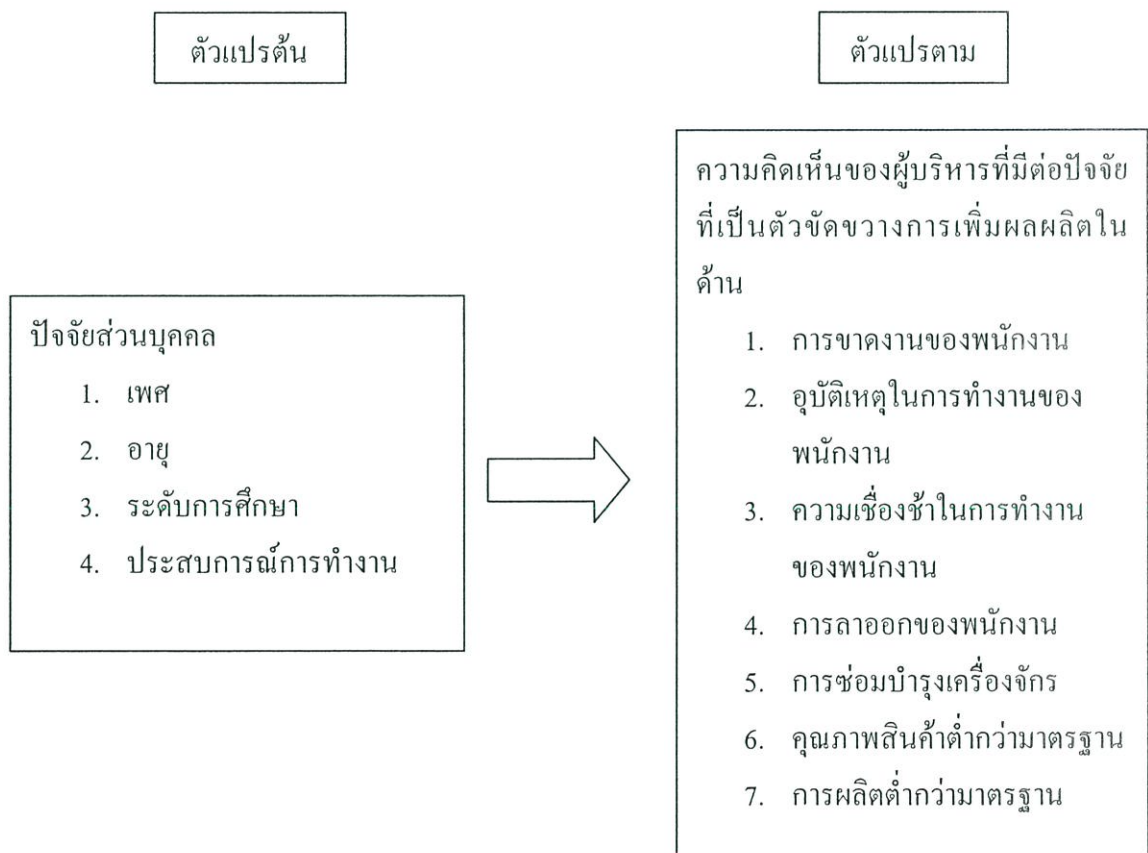 ตัวแปรต้น
ตัวแปรตาม
ปัจจัยส่วนบุคคล
1. เพศ
2. อายุ
3. ระดับการศึกษา
4. ประสบการณ์การทำงาน
ความคิดเห็นของผู้บริหารที่มีต่อปัจจัย
ที่เป็นตัวขัดขวางการเพิ่มผลผลิตใน
ด้าน
1. การขาดงานของพนักงาน
2. อุบัติเหตุในการทำงานของ
พนักงาน
3. ความเชื่องช้าในการทำงาน
ของพนักงาน
4. การลาออกของพนักงาน
5. การซ่อมบำรุงเครื่องจักร
6. คุณภาพสินค้าต่ำกว่ามาตรฐาน
7. การผลิตต่ำกว่ามาตรฐาน